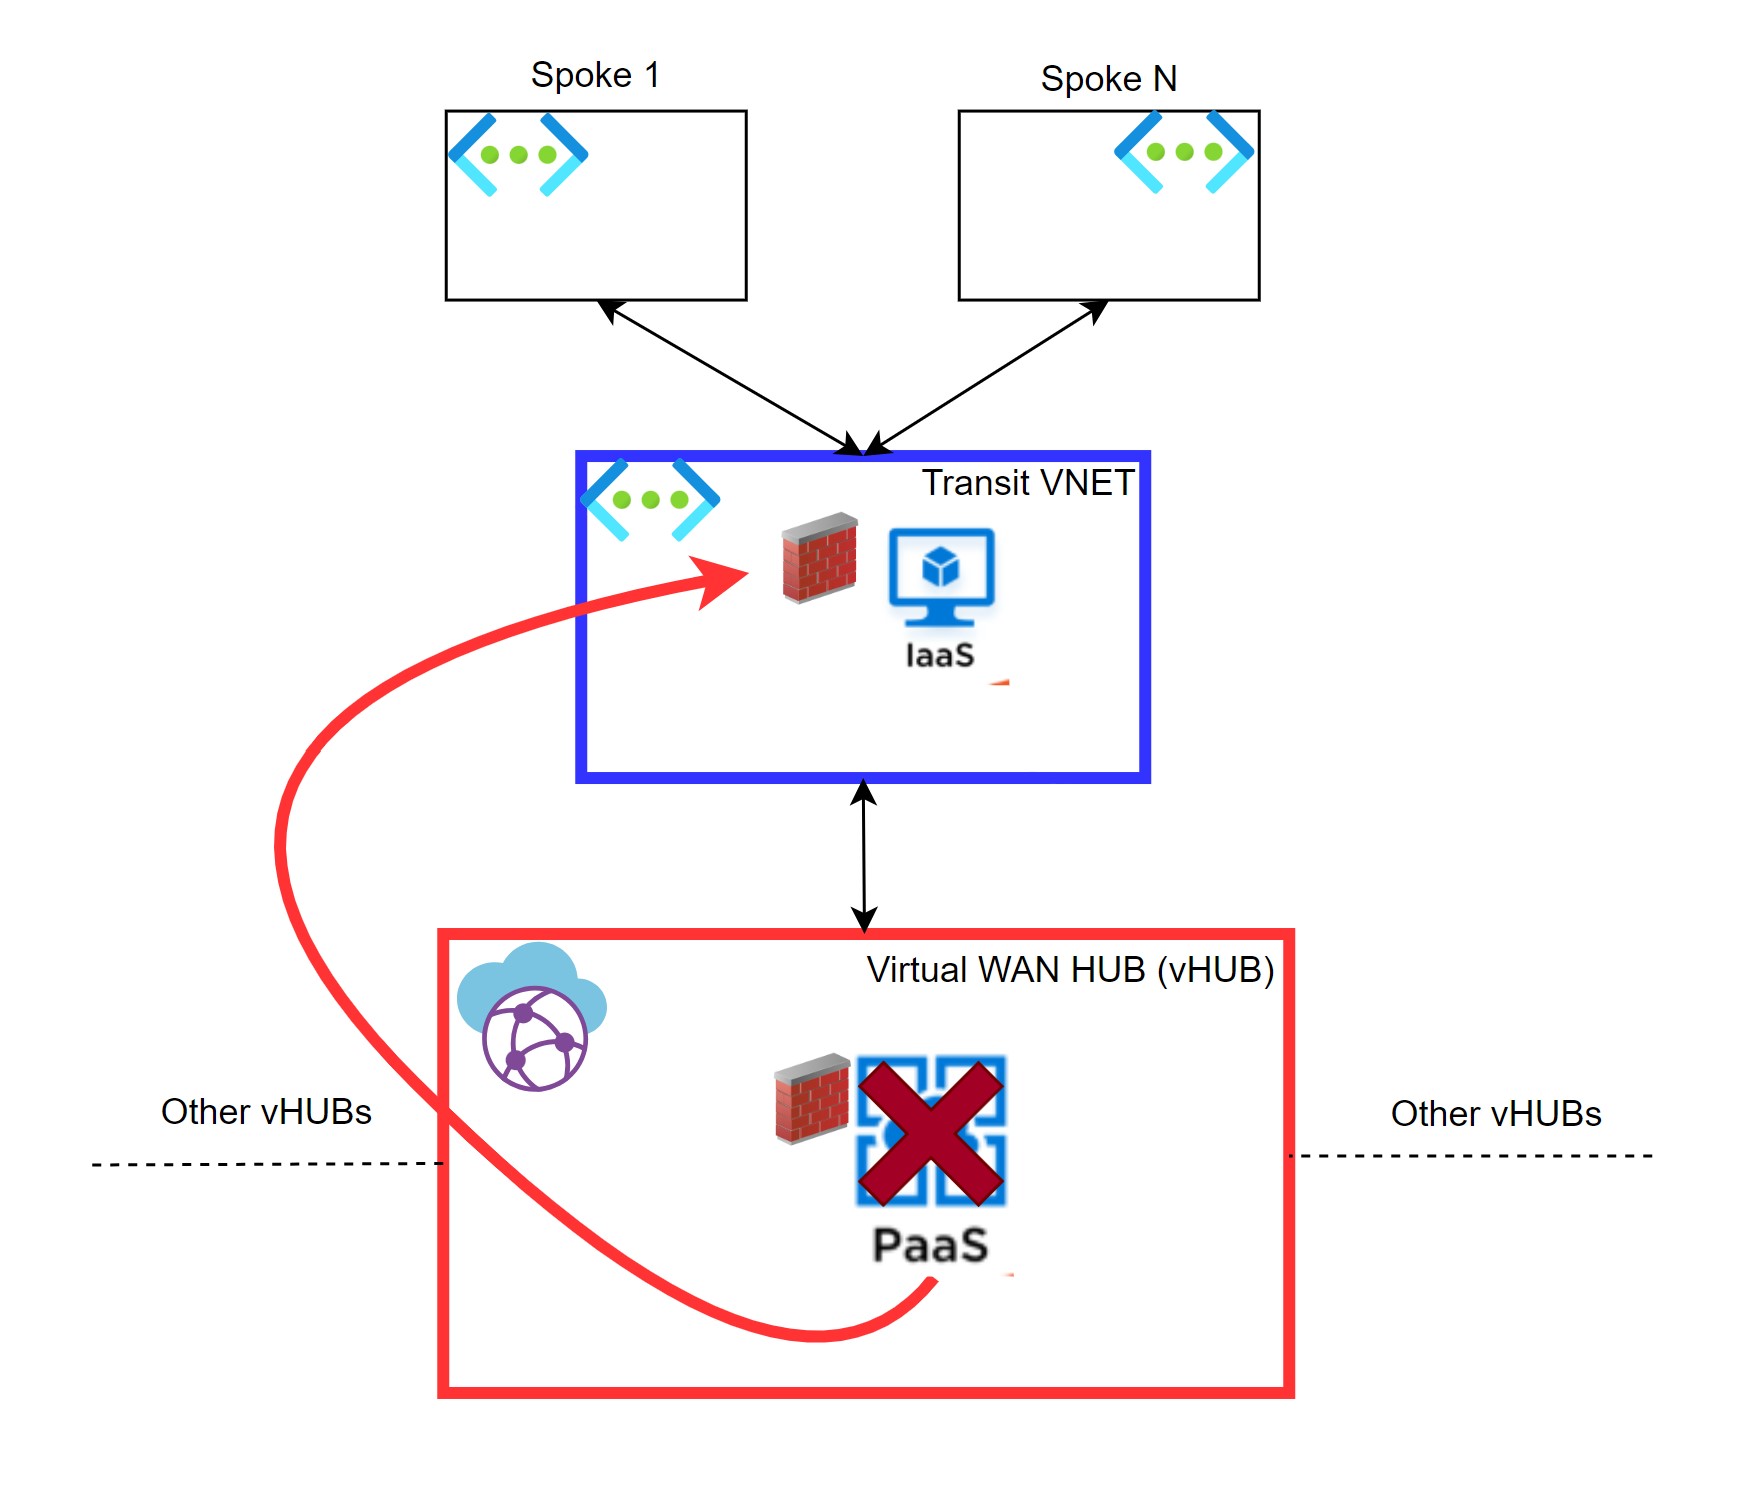 Spoke 1
Spoke N
Transit VNET
IaaS
Virtual WAN HUB (vHUB)
Other vHUBs
Other vHUBs
PaaS